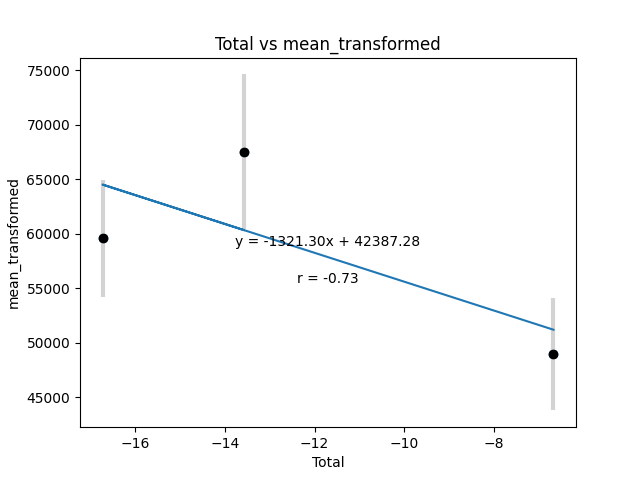 Total vs mean_transformed
75000
70000
65000
60000
55000
50000
45000
mean_transformed
y = -1321.30x + 42387.28
r = -0.73
−16 −14 −12 −10 −8
Total